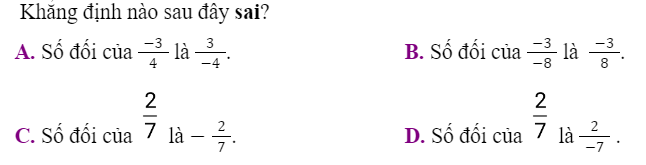 Khẳng định nào sau đây sai?
A. Số đối của -3/4 là 3/-4. B. Số đối của -3/-8 là -3/8.
C. Số đối của 2/7 là - 2/7. D. Số đối của 2/7 là 2/-7 .